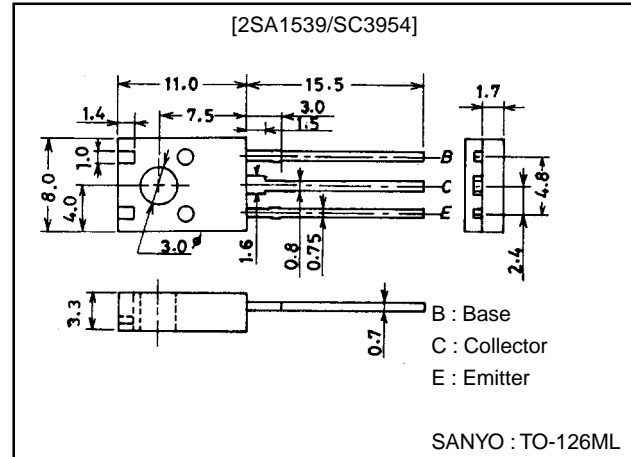 [2SA1539/SC3954]
11.0
15.5
1.7
1.4
7.5
3.0
1.5
1.0
8.0
4.0
B
C
E
4.8
2.4
3.0 ø
1.6
0.8
0.75
3.3
0.7
B : Base
C : Collector
E : Emitter
SANYO : TO-126ML